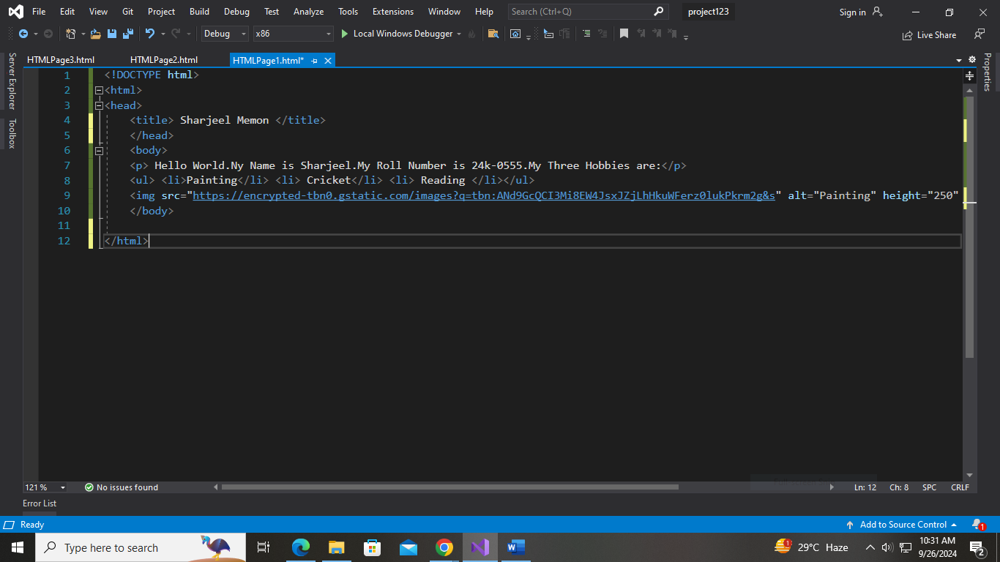 File Edit View Git Project Build Debug Test Analyze Tools Extensions Window Help Search (Ctrl+Q) project123 Sign in
Debug x86 Local Windows Debugger Live Share
HTMLPage3.html HTMLPage2.html HTMLPage1.html*
Server Explorer
Toolbox
Properties
1 <!DOCTYPE html>
2 <html>
3 <head>
4 <title> Sharjeel Memon </title>
5 </head>
6 <body>
7 <p> Hello World.Ny Name is Sharjeel.My Roll Number is 24k-0555.My Three Hobbies are:</p>
8 <ul> <li>Painting</li> <li> Cricket</li> <li> Reading </li></ul>
9 <img src="https://encrypted-tbn0.gstatic.com/images?q=tbn:ANd9GcQCI3Mi8EW4JsxJZjLhHkuWFerz0lukPkrm2g&s" alt="Painting" height="250"
10 </body>
11
12 </html>
121 % No issues found Ln: 12 Ch: 8 SPC CRLF
Error List
Ready Add to Source Control 1
Type here to search 1 29°C Haze 10:31 AM
9/26/2024 2